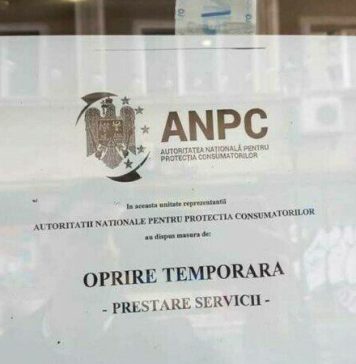 ANPC
AUTORITATEA NAȚIONALĂ PENTRU
PROTECȚIA CONSUMATORILOR
In aceasta unitate reprezentantii
AUTORITATII NATIONALE PENTRU PROTECTIA CONSUMATORILOR
au dispus masura de:
OPRIRE TEMPORARA
- PRESTARE SERVICII -